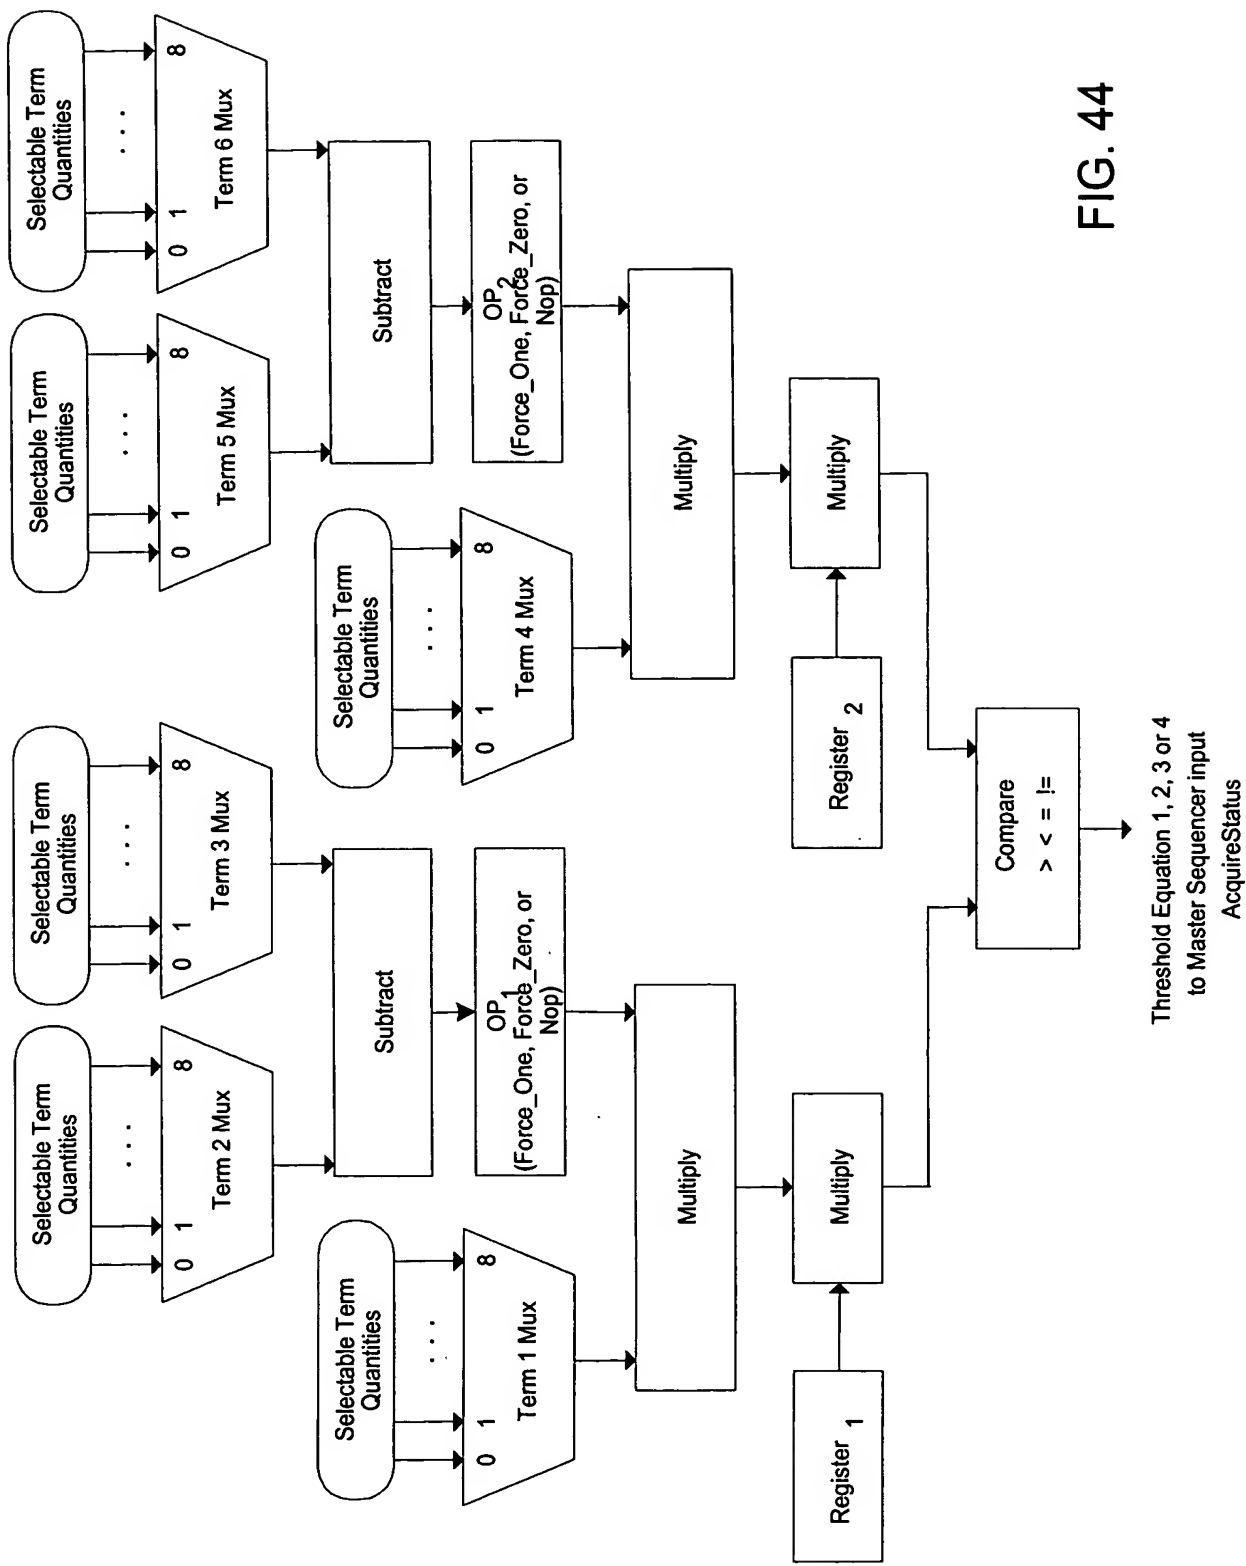 Selectable Term
Quantities
0 1 . . . 8
Term 2 Mux
Selectable Term
Quantities
0 1 . . . 8
Term 3 Mux
Selectable Term
Quantities
0 1 . . . 8
Term 5 Mux
Selectable Term
Quantities
0 1 . . . 8
Term 6 Mux
Selectable Term
Quantities
0 1 . . . 8
Term 1 Mux
Subtract
Selectable Term
Quantities
0 1 . . . 8
Term 4 Mux
Subtract
OP1
(Force_One, Force_Zero, or
Nop)
OP2
(Force_One, Force_Zero, or
Nop)
Multiply
Multiply
Register 1
Multiply
Register 2
Multiply
Compare
> < = !=
Threshold Equation 1, 2, 3 or 4
to Master Sequencer input
AcquireStatus
FIG. 44